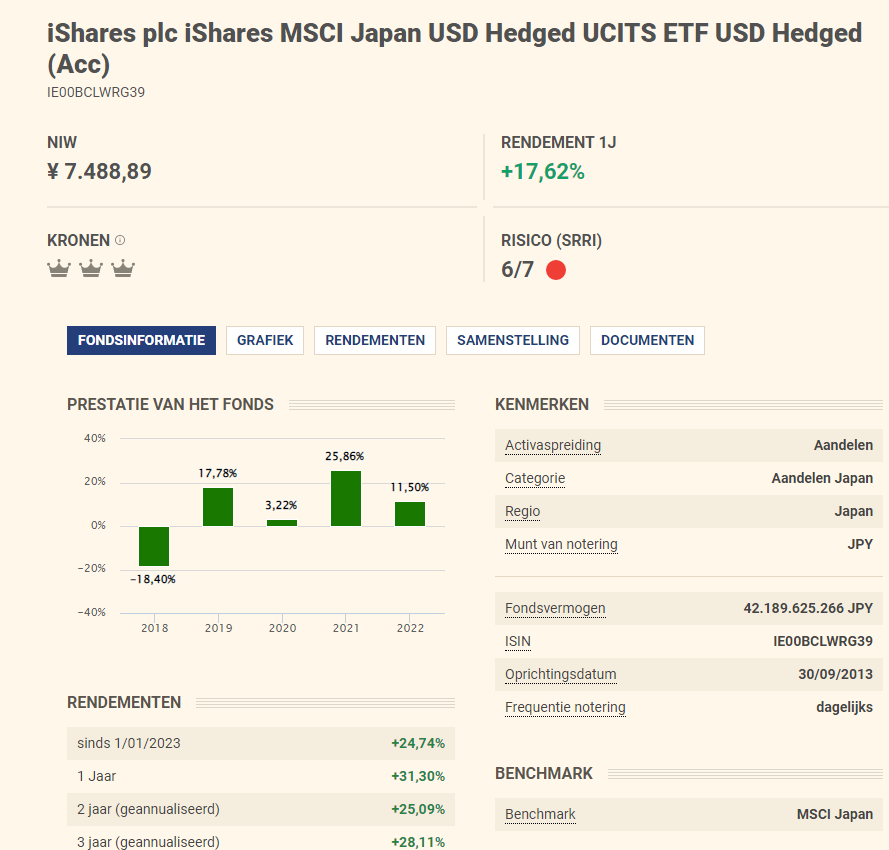 iShares plc iShares MSCI Japan USD Hedged UCITS ETF USD Hedged
(Acc)
IE00BCLWRG39
NIW
¥ 7.488,89
RENDEMENT 1J
+17,62%
KRONEN
RISICO (SRRI)
6/7
FONDSINFORMATIE
GRAFIEK
RENDEMENTEN
SAMENSTELLING
DOCUMENTEN
PRESTATIE VAN HET FONDS
40%
20%
0%
−20%
−40%
−18,40%
17,78%
3,22%
25,86%
11,50%
2018
2019
2020
2021
2022
RENDEMENTEN
sinds 1/01/2023 +24,74%
1 Jaar +31,30%
2 jaar (geannualiseerd) +25,09%
3 jaar (geannualiseerd) +28,11%
KENMERKEN
Activaspreiding Aandelen
Categorie Aandelen Japan
Regio Japan
Munt van notering JPY
Fondsvermogen 42.189.625.266 JPY
ISIN IE00BCLWRG39
Oprichtingsdatum 30/09/2013
Frequentie notering dagelijks
BENCHMARK
Benchmark MSCI Japan